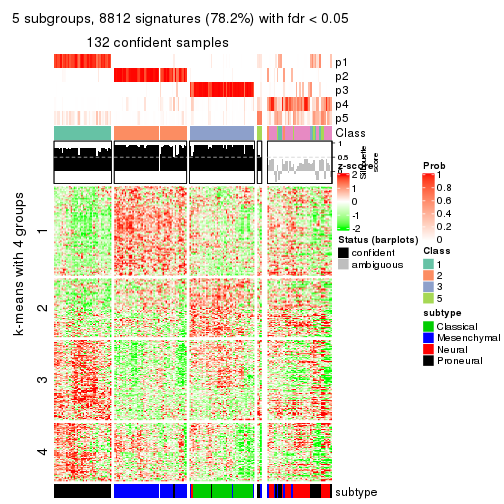 5 subgroups, 8812 signatures (78.2%) with fdr < 0.05
132 confident samples
p1
p2
p3
p4
p5
Class
1
0.5
0
Silhouette
score
k-means with 4 groups
1
2
3
4
subtype
z-score
2
1
0
-1
-2
Status (barplots)
confident
ambiguous
Prob
1
0.8
0.6
0.4
0.2
0
Class
1
2
3
5
subtype
Classical
Mesenchymal
Neural
Proneural